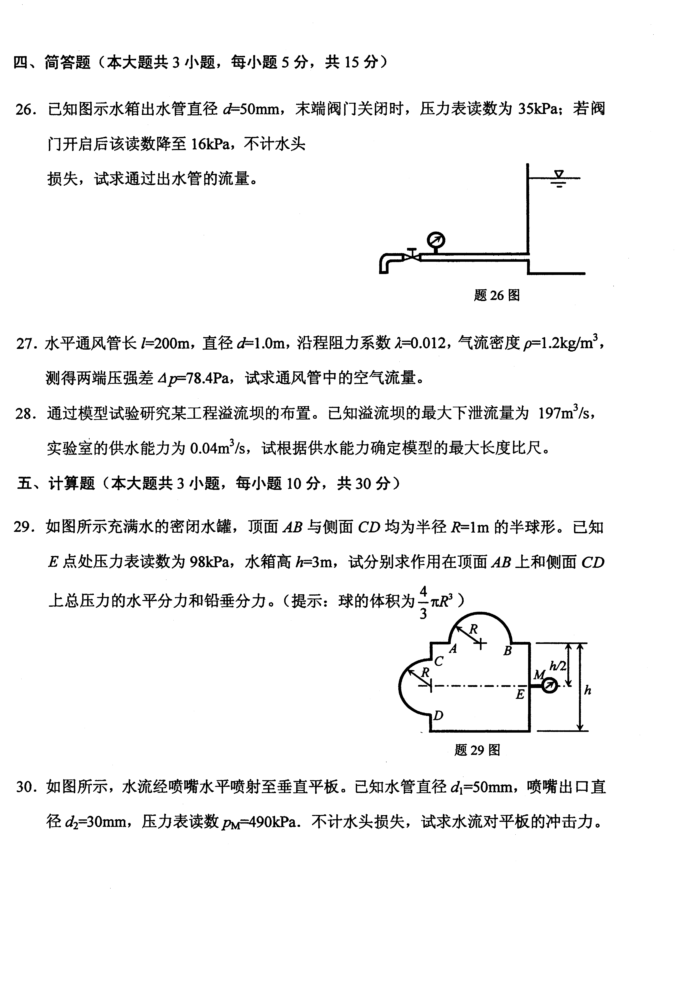 四、简答题（本大题共 3 小题，每小题 5 分，共 15 分）
26．已知图示水箱出水管直径 d=50mm，末端阀门关闭时，压力表读数为 35kPa；若阀
门开启后该读数降至 16kPa，不计水头
损失，试求通过出水管的流量。
题 26 图
27．水平通风管长 l=200m，直径 d=1.0m，沿程阻力系数 λ=0.012，气流密度 ρ=1.2kg/m³，
测得两端压强差 Δp=78.4Pa，试求通风管中的空气流量。
28．通过模型试验研究某工程溢流坝的布置。已知溢流坝的最大下泄流量为 197m³/s，
实验室的供水能力为 0.04m³/s，试根据供水能力确定模型的最大长度比尺。
五、计算题（本大题共 3 小题，每小题 10 分，共 30 分）
29．如图所示充满水的密闭水罐，顶面 AB 与侧面 CD 均为半径 R=1m 的半球形。已知
E 点处压力表读数为 98kPa，水箱高 h=3m，试分别求作用在顶面 AB 上和侧面 CD
上总压力的水平分力和铅垂分力。（提示：球的体积为 4/3 πR³）
R
A
B
C
R
M
h/2
E
h
D
题 29 图
30．如图所示，水流经喷嘴水平喷射至垂直平板。已知水管直径 d₁=50mm，喷嘴出口直
径 d₂=30mm，压力表读数 pM=490kPa．不计水头损失，试求水流对平板的冲击力。